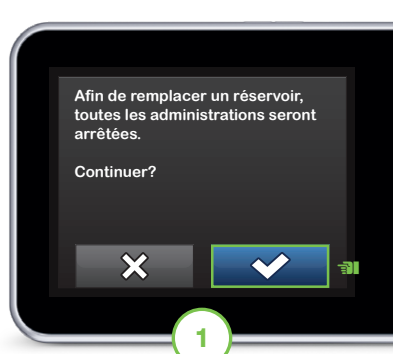 Afin de remplacer un réservoir,
toutes les administrations seront
arrêtées.
Continuer?
1